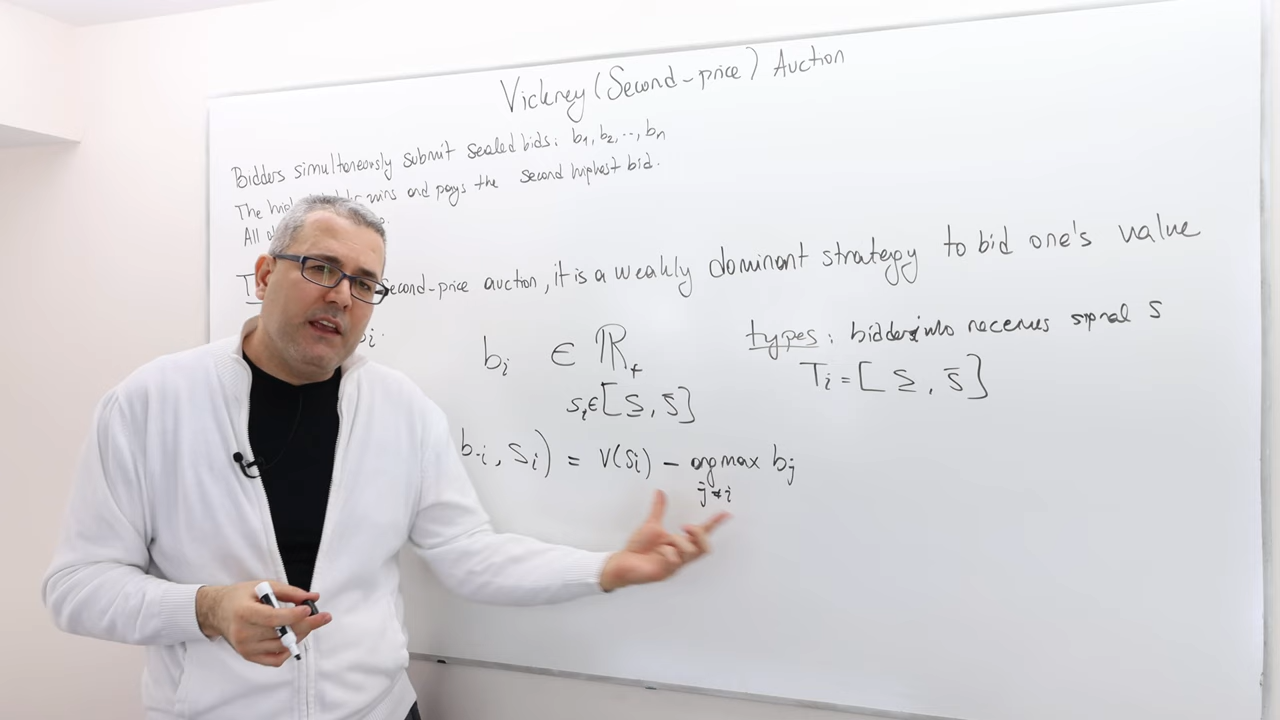 Vickrey (Second-price) Auction
Bidders simultaneously submit sealed bids: b₁, b₂, .., bₙ
The wins and pays the second highest bid.
All
second-price auction, it is a weakly dominant strategy to bid one's value
bᵢ ∈ ℝ₊
types: bidder who receives signal s
Tᵢ = [s̲, s̄]
sᵢ∈[s̲, s̄]
b₋ᵢ, sᵢ) = v(sᵢ) − argmax bⱼ
j≠i